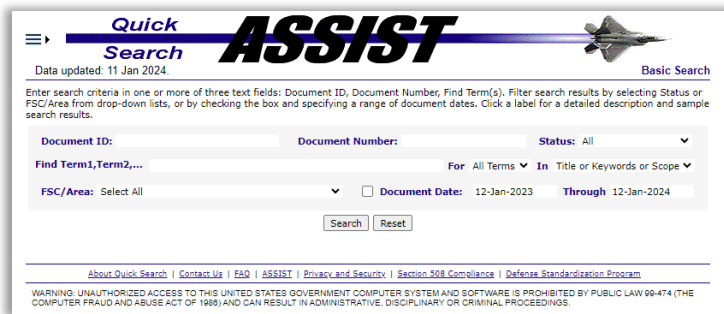 Quick
Search
ASSIST
Data updated: 11 Jan 2024.
Basic Search
Enter search criteria in one or more of three text fields: Document ID, Document Number, Find Term(s). Filter search results by selecting Status or
FSC/Area from drop-down lists, or by checking the box and specifying a range of document dates. Click a label for a detailed description and sample
search results.
Document ID: Document Number: Status: All
Find Term1,Term2,... For All Terms In Title or Keywords or Scope
FSC/Area: Select All Document Date: 12-Jan-2023 Through 12-Jan-2024
Search Reset
About Quick Search | Contact Us | FAQ | ASSIST | Privacy and Security | Section 508 Compliance | Defense Standardization Program
WARNING: UNAUTHORIZED ACCESS TO THIS UNITED STATES GOVERNMENT COMPUTER SYSTEM AND SOFTWARE IS PROHIBITED BY PUBLIC LAW 99-474 (THE
COMPUTER FRAUD AND ABUSE ACT OF 1986) AND CAN RESULT IN ADMINISTRATIVE, DISCIPLINARY OR CRIMINAL PROCEEDINGS.